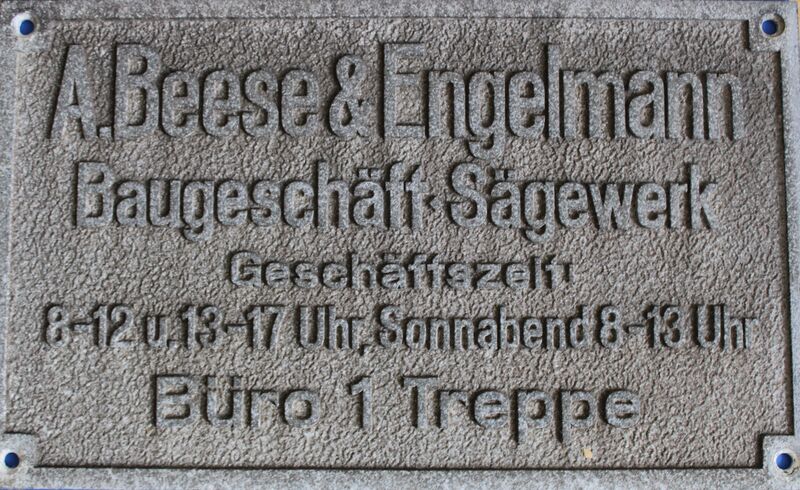 A. Beese & Engelmann
Baugeschäft · Sägewerk
Geschäftszeit:
8-12 u. 13-17 Uhr, Sonnabend 8-13 Uhr
Büro 1 Treppe